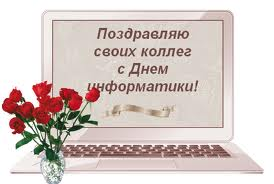 Поздравляю
своих коллег
с Днем
информатики!